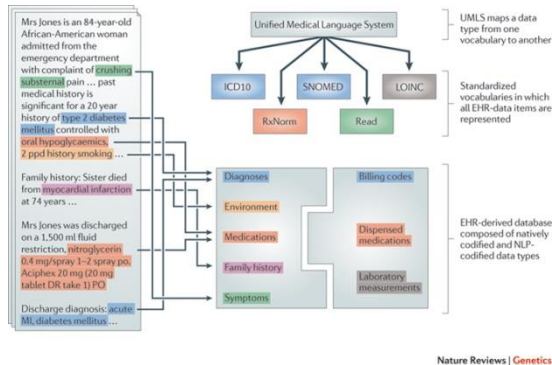 Mrs Jones is an 84-year-old
African-American woman
admitted from the
emergency department
with complaint of crushing
substernal pain ... past
medical history is
significant for a 20 year
history of type 2 diabetes
mellitus controlled with
oral hypoglycaemics,
2 ppd history smoking ...
Family history: Sister died
from myocardial infarction
at 74 years ...
Mrs Jones was discharged
on a 1,500 ml fluid
restriction, nitroglycerin
0.4 mg/spray 1–2 spray po,
Aciphex 20 mg (20 mg
tablet DR take 1) PO
Discharge diagnosis: acute
MI, diabetes mellitus ...
Unified Medical Language System
ICD10
SNOMED
LOINC
RxNorm
Read
UMLS maps a data
type from one
vocabulary to another
Standardized
vocabularies in which
all EHR-data items are
represented
Diagnoses
Environment
Medications
Family history
Symptoms
Billing codes
Dispensed
medications
Laboratory
measurements
EHR-derived database
composed of natively
codified and NLP-
codified data types
Nature Reviews | Genetics